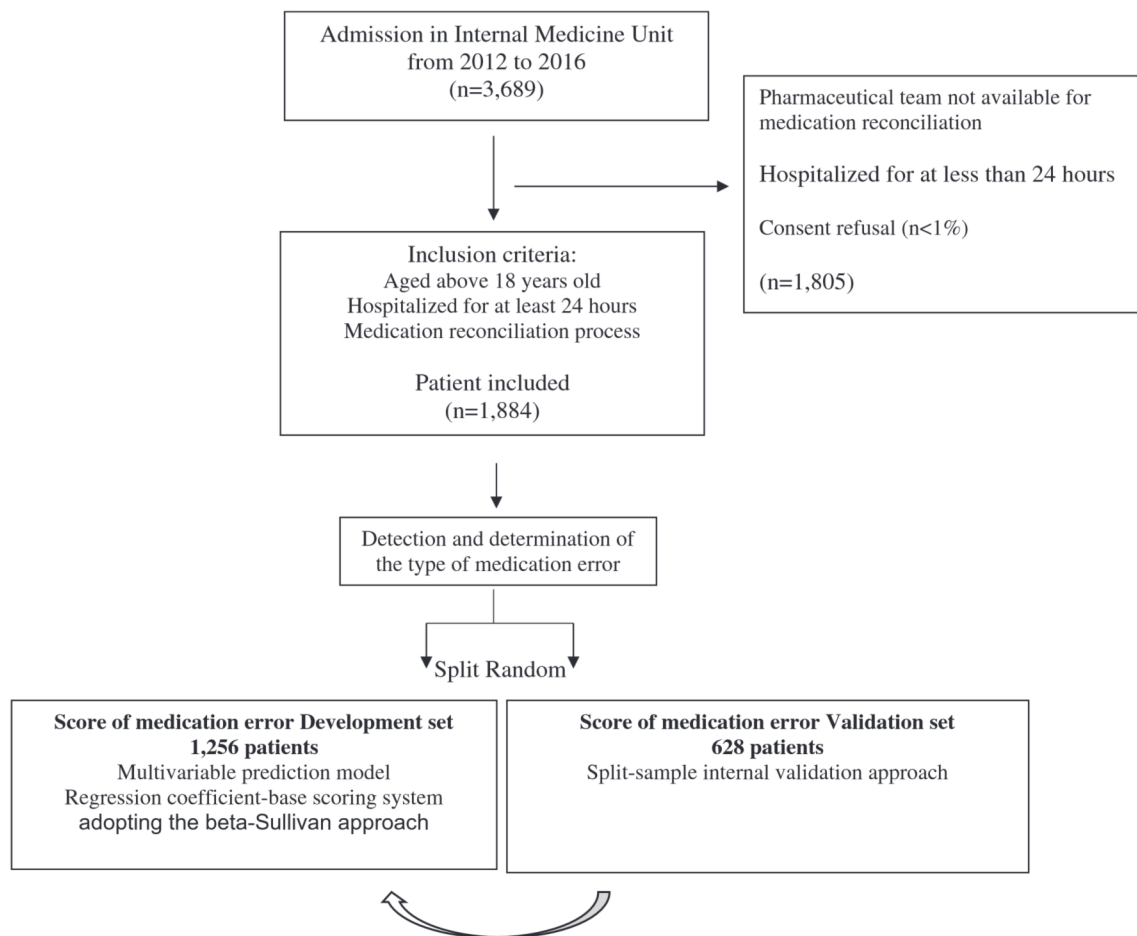 Admission in Internal Medicine Unit
from 2012 to 2016
(n=3,689)
Pharmaceutical team not available for
medication reconciliation
Hospitalized for at less than 24 hours
Consent refusal (n<1%)
(n=1,805)
Inclusion criteria:
Aged above 18 years old
Hospitalized for at least 24 hours
Medication reconciliation process
Patient included
(n=1,884)
Detection and determination of
the type of medication error
Split Random
Score of medication error Development set
1,256 patients
Multivariable prediction model
Regression coefficient-base scoring system
adopting the beta-Sullivan approach
Score of medication error Validation set
628 patients
Split-sample internal validation approach